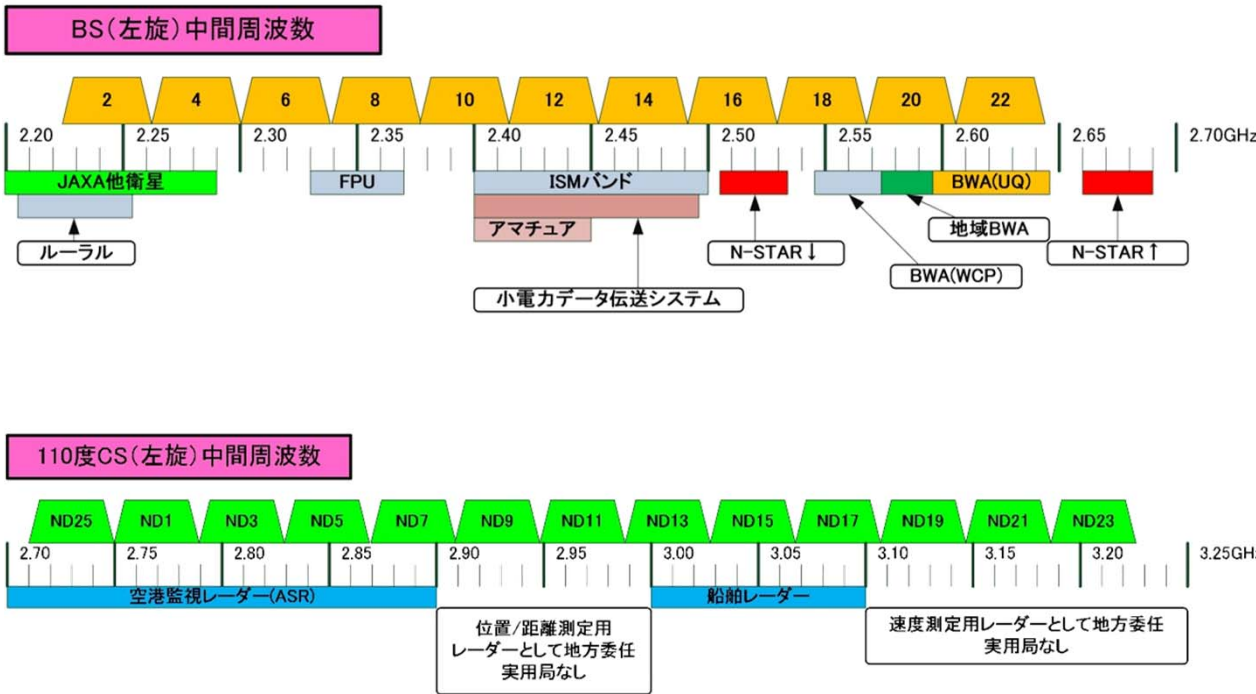 BS(左旋)中間周波数
2 4 6 8 10 12 14 16 18 20 22
2.20 2.25 2.30 2.35 2.40 2.45 2.50 2.55 2.60 2.65 2.70GHz
JAXA他衛星 FPU ISMバンド BWA(UQ)
アマチュア 地域BWA
ルーラル N-STAR↓ N-STAR↑
BWA(WCP)
小電力データ伝送システム
110度CS(左旋)中間周波数
ND25 ND1 ND3 ND5 ND7 ND9 ND11 ND13 ND15 ND17 ND19 ND21 ND23
2.70 2.75 2.80 2.85 2.90 2.95 3.00 3.05 3.10 3.15 3.20 3.25GHz
空港監視レーダー(ASR) 船舶レーダー
位置/距離測定用
レーダーとして地方委任
実用局なし
速度測定用レーダーとして地方委任
実用局なし